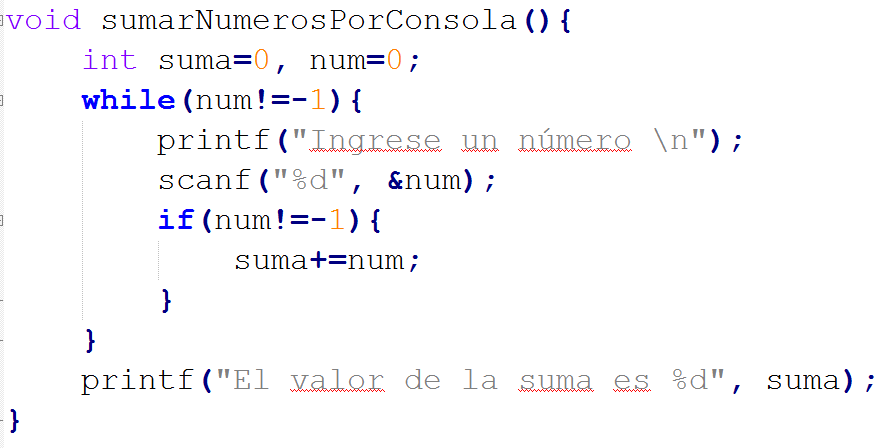 void sumarNumerosPorConsola(){
    int suma=0, num=0;
    while(num!=-1){
        printf("Ingrese un número \n");
        scanf("%d", &num);
        if(num!=-1){
            suma+=num;
        }
    }
    printf("El valor de la suma es %d", suma);
}